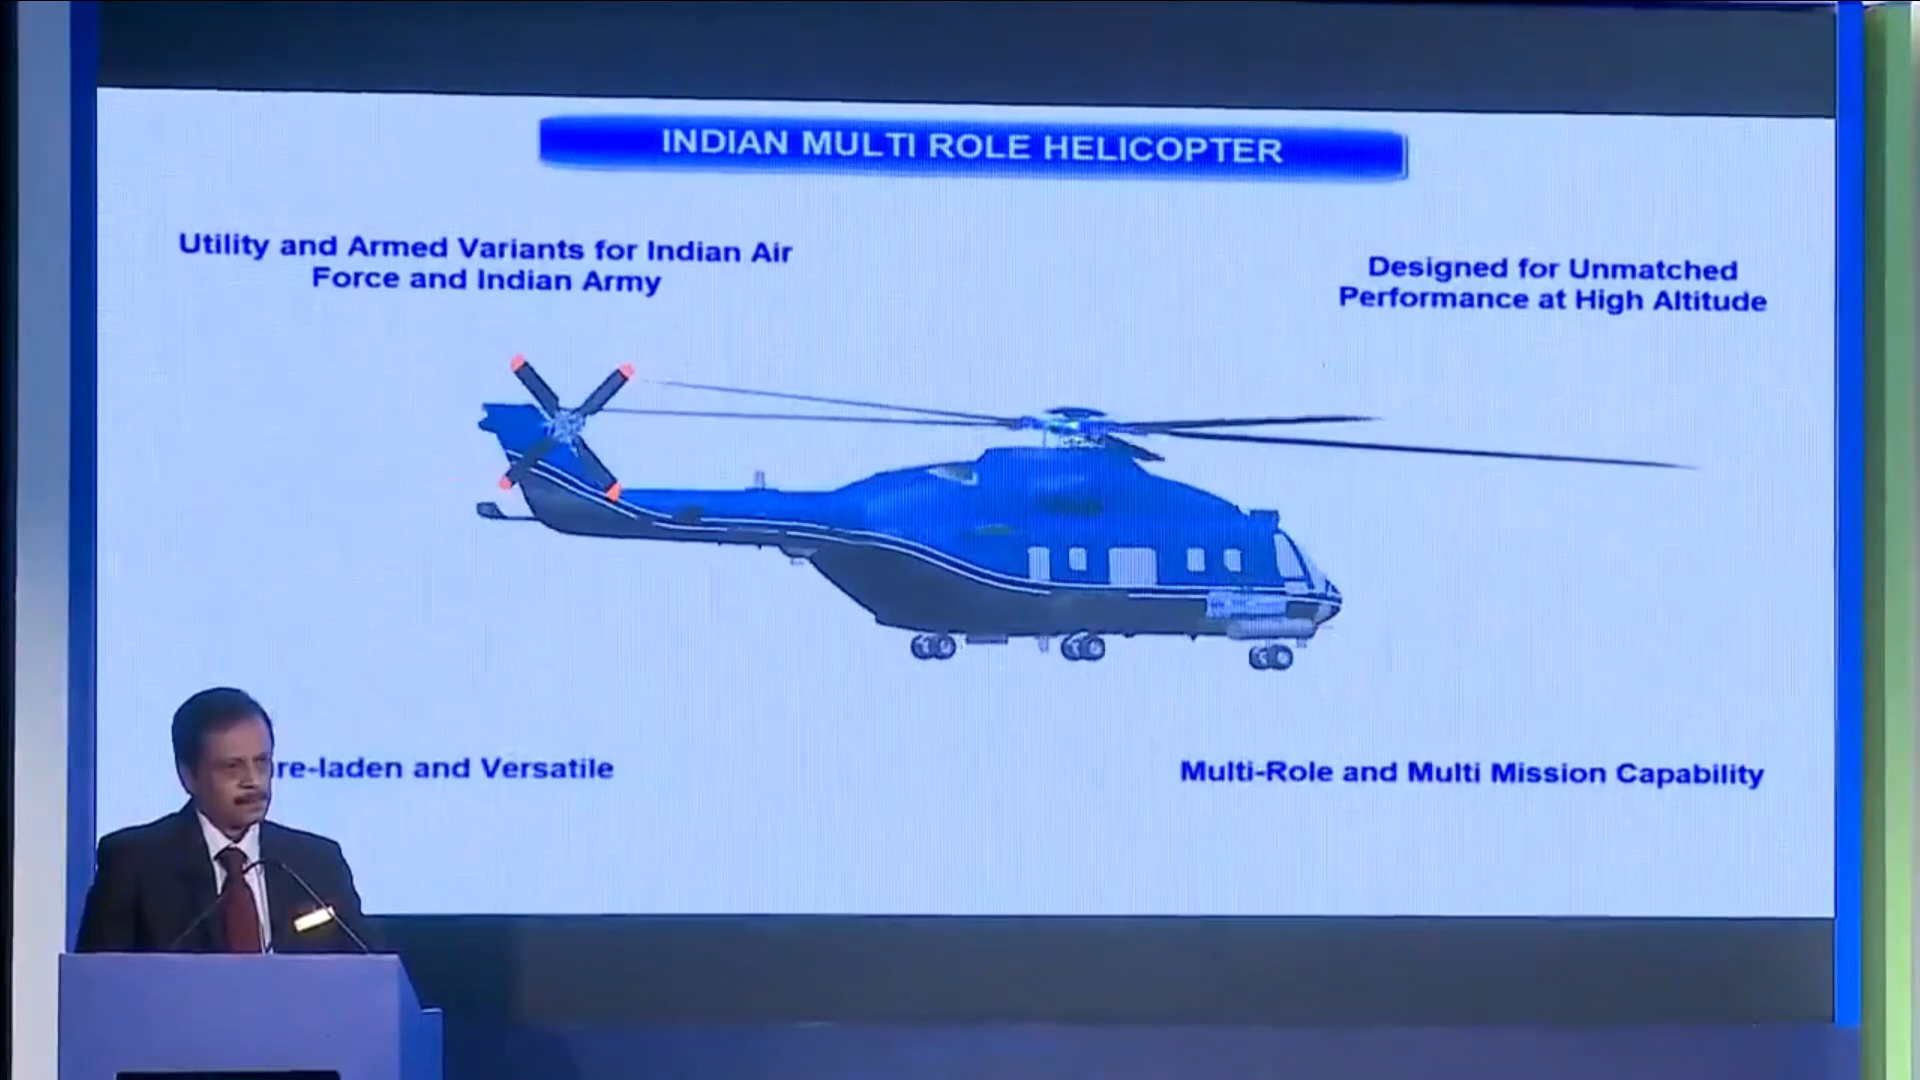 INDIAN MULTI ROLE HELICOPTER
Utility and Armed Variants for Indian Air
Force and Indian Army
Designed for Unmatched
Performance at High Altitude
re-laden and Versatile
Multi-Role and Multi Mission Capability